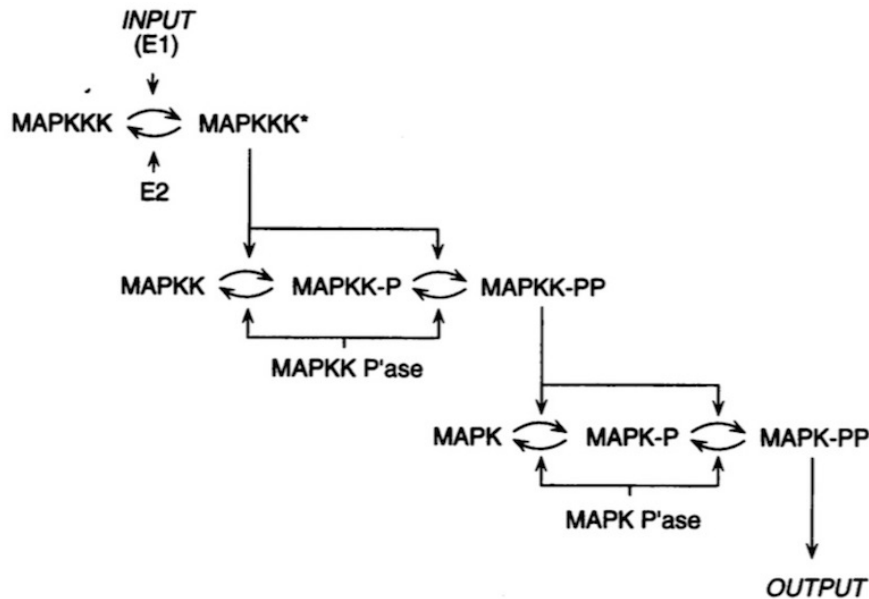 INPUT
(E1)
MAPKKK
MAPKKK*
E2
MAPKK
MAPKK-P
MAPKK-PP
MAPKK P'ase
MAPK
MAPK-P
MAPK-PP
MAPK P'ase
OUTPUT